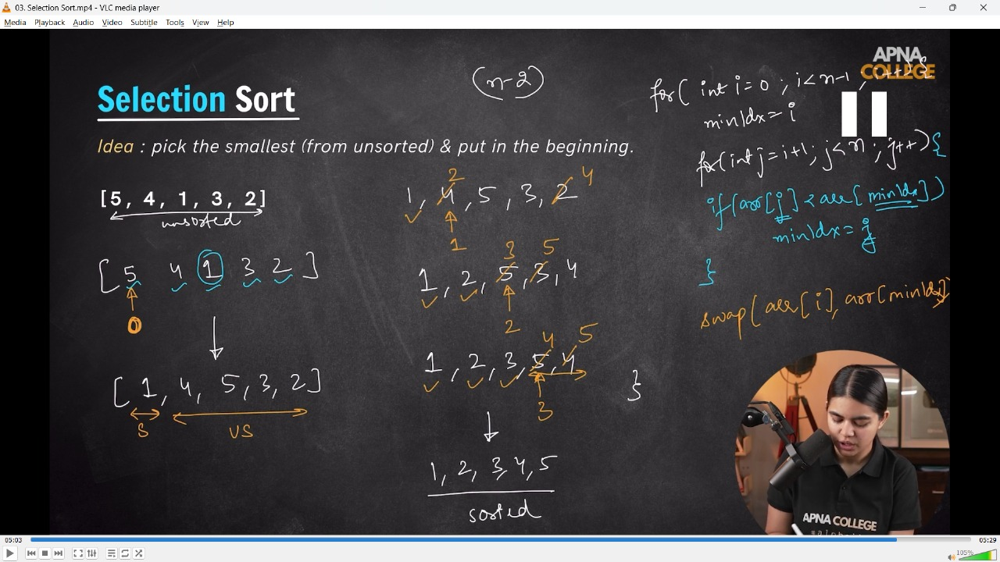 03. Selection Sort.mp4 - VLC media player
Media Playback Audio Video Subtitle Tools View Help
APNA
COLLEGE
Selection Sort
(n-2)
Idea : pick the smallest (from unsorted) & put in the beginning.
[5, 4, 1, 3, 2]
unsorted
[ 5 4 1 3 2 ]
0
[ 1, 4, 5, 3, 2]
S US
2 4
1, 4, 5, 3, 2
1
3 5
1, 2, 5, 3, 4
2
4 5
1, 2, 3, 5, 4
3
1, 2, 3, 4, 5
sorted
for( int i=0 ; i<n-1 ; i++) {
minIdx = i
for(int j=i+1; j<n ; j++) {
if(arr[j] < arr[minIdx])
minIdx = j
}
swap( arr[i], arr[minIdx]
}
APNA COLLEGE
05:03 05:29
105%